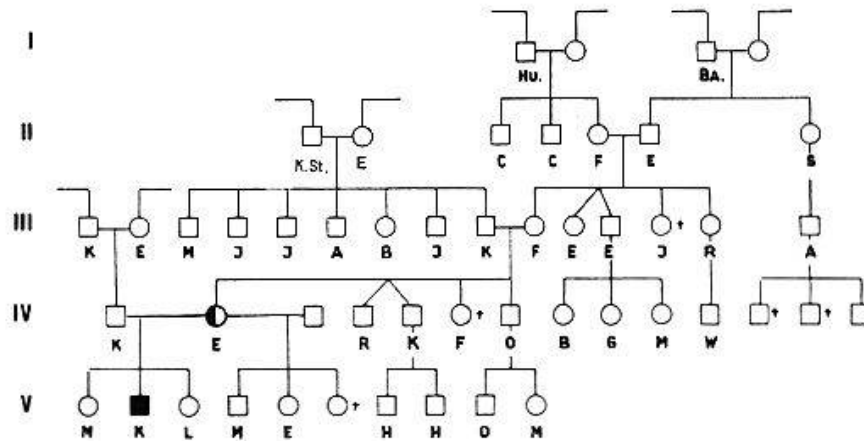 I
HU. BA.
II
K.St. E C C F E S
III
K E M J J A B J K F E E J † R A
IV
K E R K F † O B G M W † †
V
M K L M E † H H O M